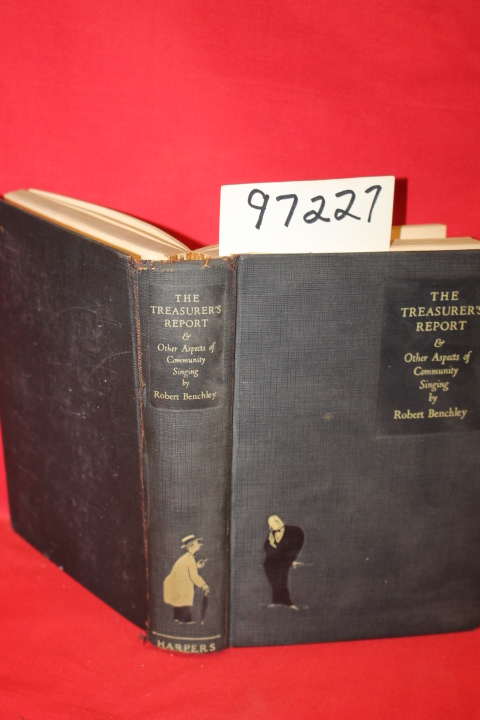 97227
THE
TREASURER'S
REPORT
&
Other Aspects of
Community
Singing
by
Robert Benchley
HARPERS
THE
TREASURER'S
REPORT
&
Other Aspects of
Community
Singing
by
Robert Benchley